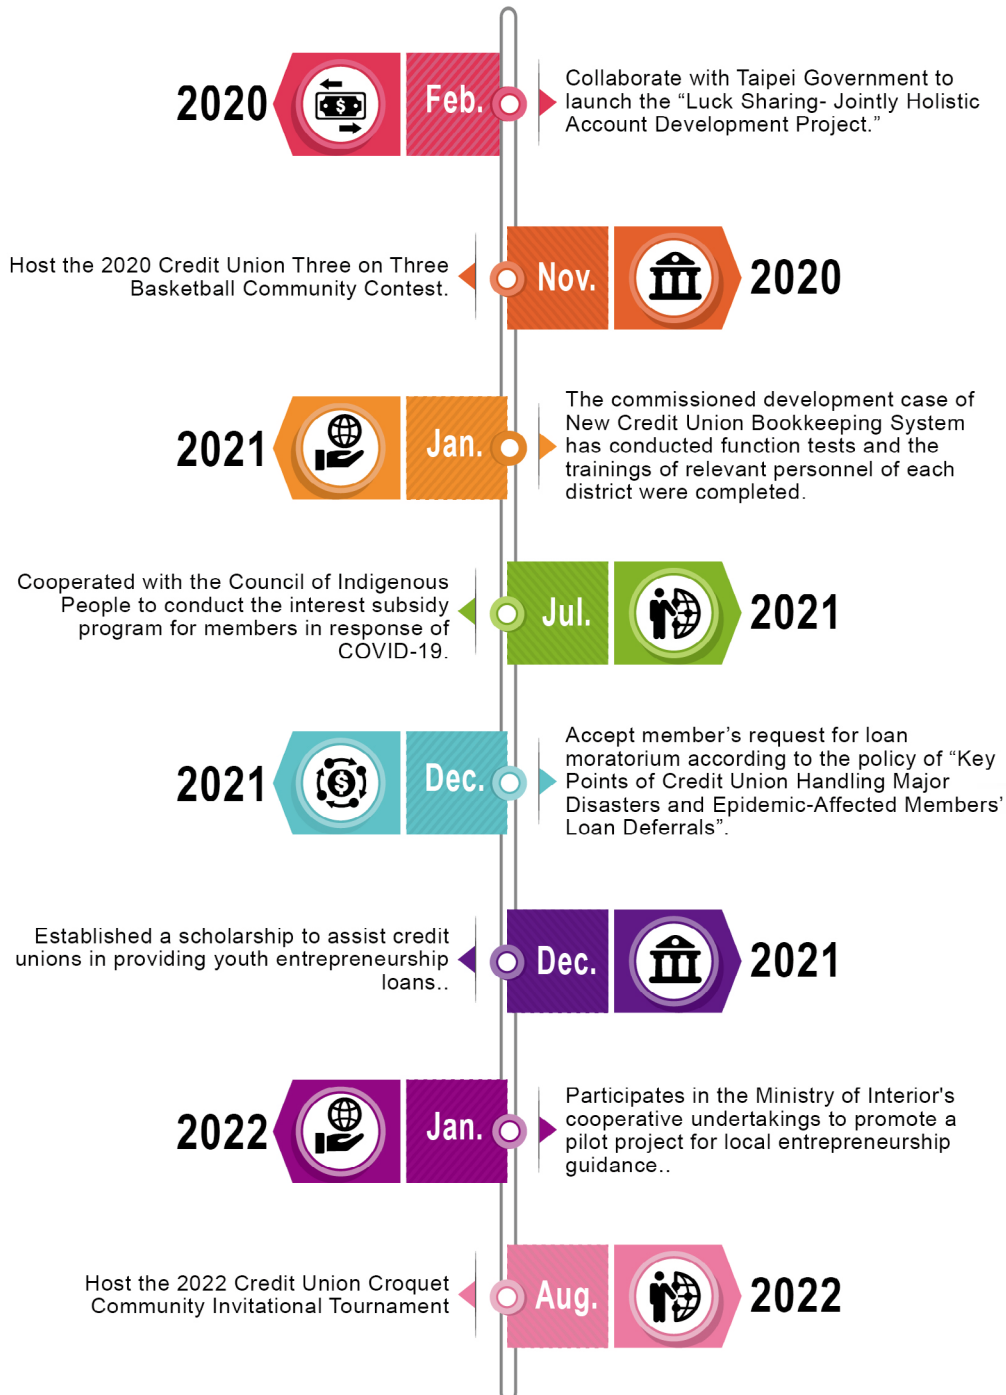 2020
Feb.
Collaborate with Taipei Government to
launch the “Luck Sharing- Jointly Holistic
Account Development Project.”
Host the 2020 Credit Union Three on Three
Basketball Community Contest.
Nov.
2020
2021
Jan.
The commissioned development case of
New Credit Union Bookkeeping System
has conducted function tests and the
trainings of relevant personnel of each
district were completed.
Cooperated with the Council of Indigenous
People to conduct the interest subsidy
program for members in response of
COVID-19.
Jul.
2021
2021
Dec.
Accept member’s request for loan
moratorium according to the policy of “Key
Points of Credit Union Handling Major
Disasters and Epidemic-Affected Members’
Loan Deferrals”.
Established a scholarship to assist credit
unions in providing youth entrepreneurship
loans..
Dec.
2021
2022
Jan.
Participates in the Ministry of Interior's
cooperative undertakings to promote a
pilot project for local entrepreneurship
guidance..
Host the 2022 Credit Union Croquet
Community Invitational Tournament
Aug.
2022